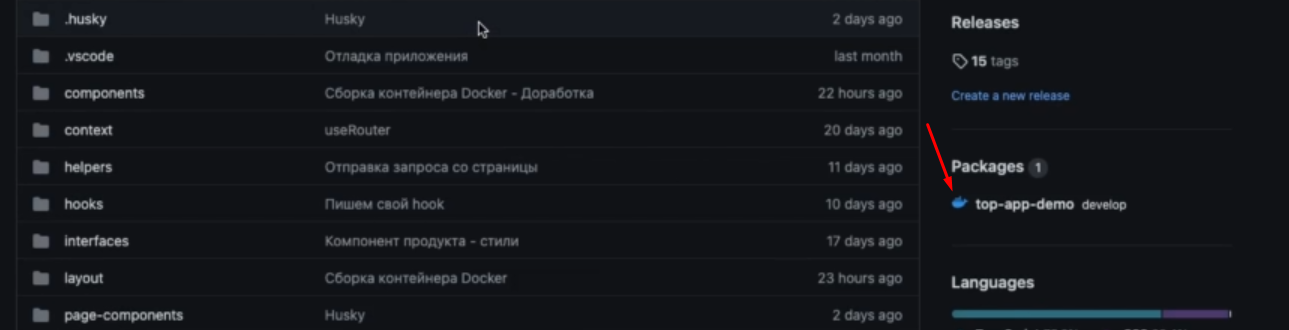 .husky Husky 2 days ago
.vscode Отладка приложения last month
components Сборка контейнера Docker - Доработка 22 hours ago
context useRouter 20 days ago
helpers Отправка запроса со страницы 11 days ago
hooks Пишем свой hook 10 days ago
interfaces Компонент продукта - стили 17 days ago
layout Сборка контейнера Docker 23 hours ago
page-components Husky 2 days ago
Releases
15 tags
Create a new release
Packages 1
top-app-demo develop
Languages